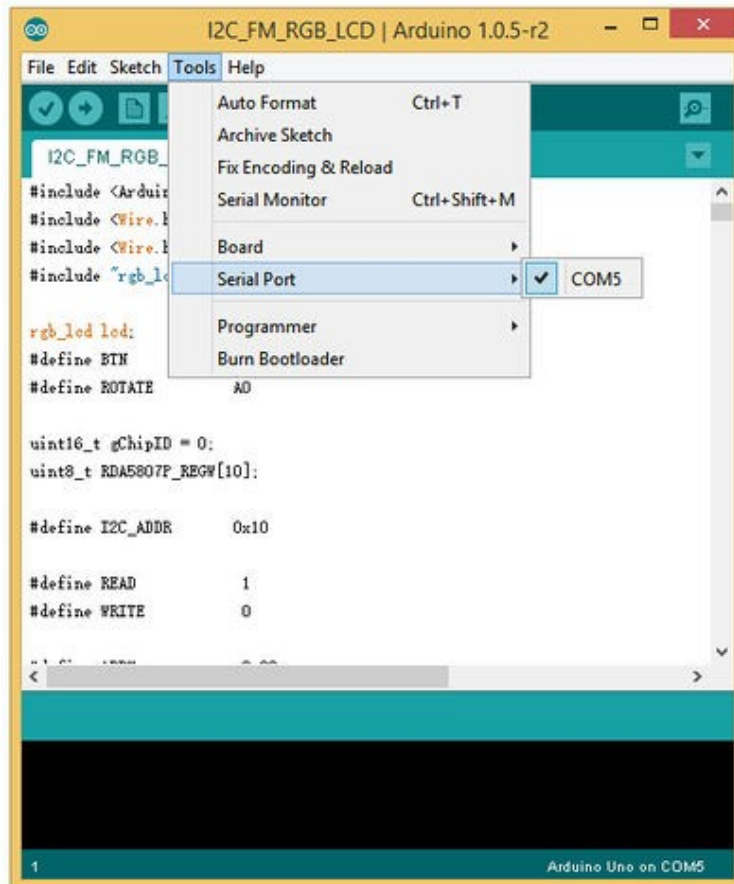 I2C_FM_RGB_LCD | Arduino 1.0.5-r2
File Edit Sketch Tools Help
Auto Format Ctrl+T
Archive Sketch
Fix Encoding & Reload
Serial Monitor Ctrl+Shift+M
Board
Serial Port
COM5
Programmer
Burn Bootloader
I2C_FM_RGB_
#include <Arduin
#include <Wire.h
#include <Wire.h
#include "rgb_lc
rgb_lcd lcd;
#define BTN
#define ROTATE A0
uint16_t gChipID = 0;
uint8_t RDA5807P_REGW[10];
#define I2C_ADDR 0x10
#define READ 1
#define WRITE 0
1 Arduino Uno on COM5